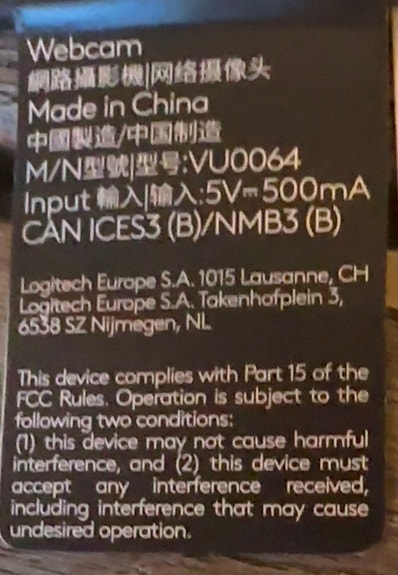 Webcam
網路攝影機|网络摄像头
Made in China
中國製造/中国制造
M/N型號|型号:VU0064
Input 輸入|输入:5V⎓500mA
CAN ICES3 (B)/NMB3 (B)
Logitech Europe S.A. 1015 Lausanne, CH
Logitech Europe S.A. Takenhofplein 3,
6538 SZ Nijmegen, NL
This device complies with Part 15 of the
FCC Rules. Operation is subject to the
following two conditions:
(1) this device may not cause harmful
interference, and (2) this device must
accept any interference received,
including interference that may cause
undesired operation.